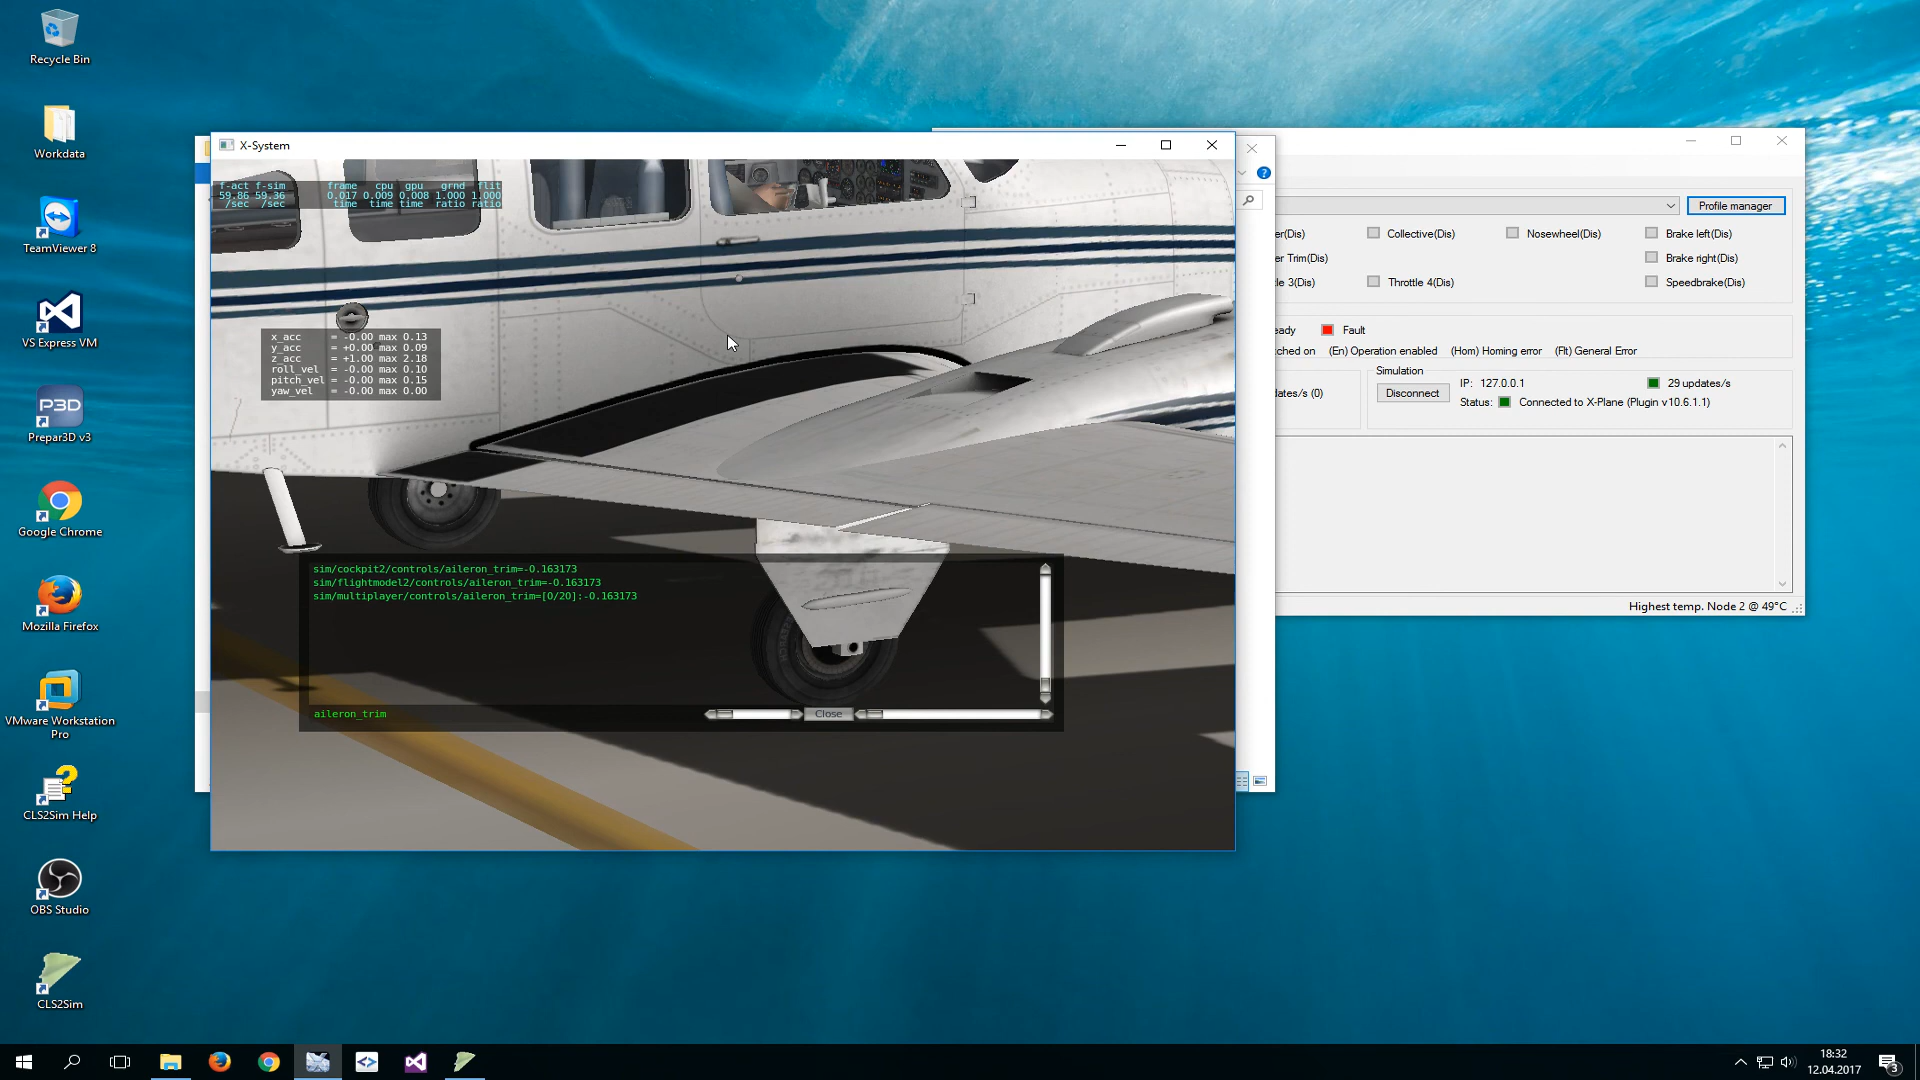 Recycle Bin
Workdata
TeamViewer 8
VS Express VM
P3D
Prepar3D v3
Google Chrome
Mozilla Firefox
VMware Workstation
Pro
CLS2Sim Help
OBS Studio
CLS2Sim
X-System
f-act f-sim frame cpu gpu grnd flit
59.86 59.36 0.017 0.009 0.008 1.000 1.000
/sec /sec time time time ratio ratio
x_acc = -0.00 max 0.13
y_acc = +0.00 max 0.09
z_acc = +1.00 max 2.18
roll_vel = -0.00 max 0.10
pitch_vel = -0.00 max 0.15
yaw_vel = -0.00 max 0.00
sim/cockpit2/controls/aileron_trim=-0.163173
sim/flightmodel2/controls/aileron_trim=-0.163173
sim/multiplayer/controls/aileron_trim=[0/20]:-0.163173
aileron_trim
Close
Profile manager
er(Dis) Collective(Dis) Nosewheel(Dis) Brake left(Dis)
er Trim(Dis) Brake right(Dis)
tle 3(Dis) Throttle 4(Dis) Speedbrake(Dis)
eady Fault
tched on (En) Operation enabled (Hom) Homing error (Flt) General Error
Simulation
dates/s (0) Disconnect IP: 127.0.0.1 29 updates/s
Status: Connected to X-Plane (Plugin v10.6.1.1)
Highest temp. Node 2 @ 49°C
18:32
12.04.2017
3